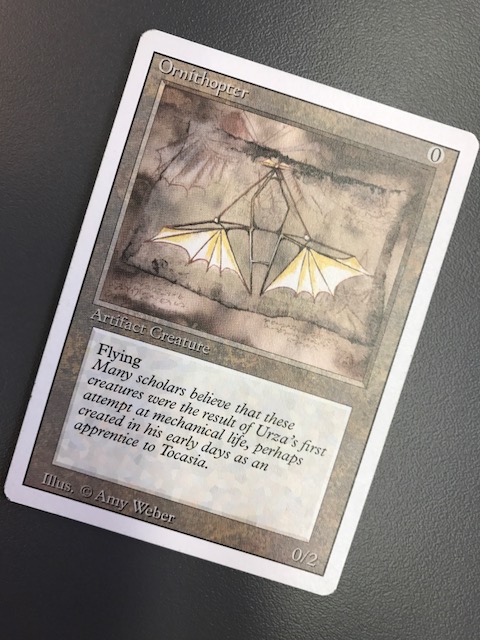 Ornithopter
0
Artifact Creature
Flying
Many scholars believe that these
creatures were the result of Urza's first
attempt at mechanical life, perhaps
created in his early days as an
apprentice to Tocasia.
Illus. © Amy Weber
0/2